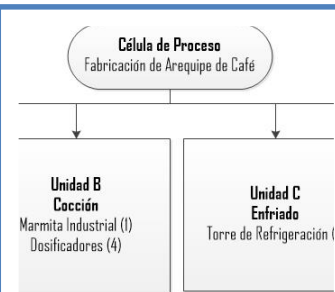 Célula de Proceso
Fabricación de Arequipe de Café
Unidad B
Cocción
Marmita Industrial (1)
Dosificadores (4)
Unidad C
Enfriado
Torre de Refrigeración (